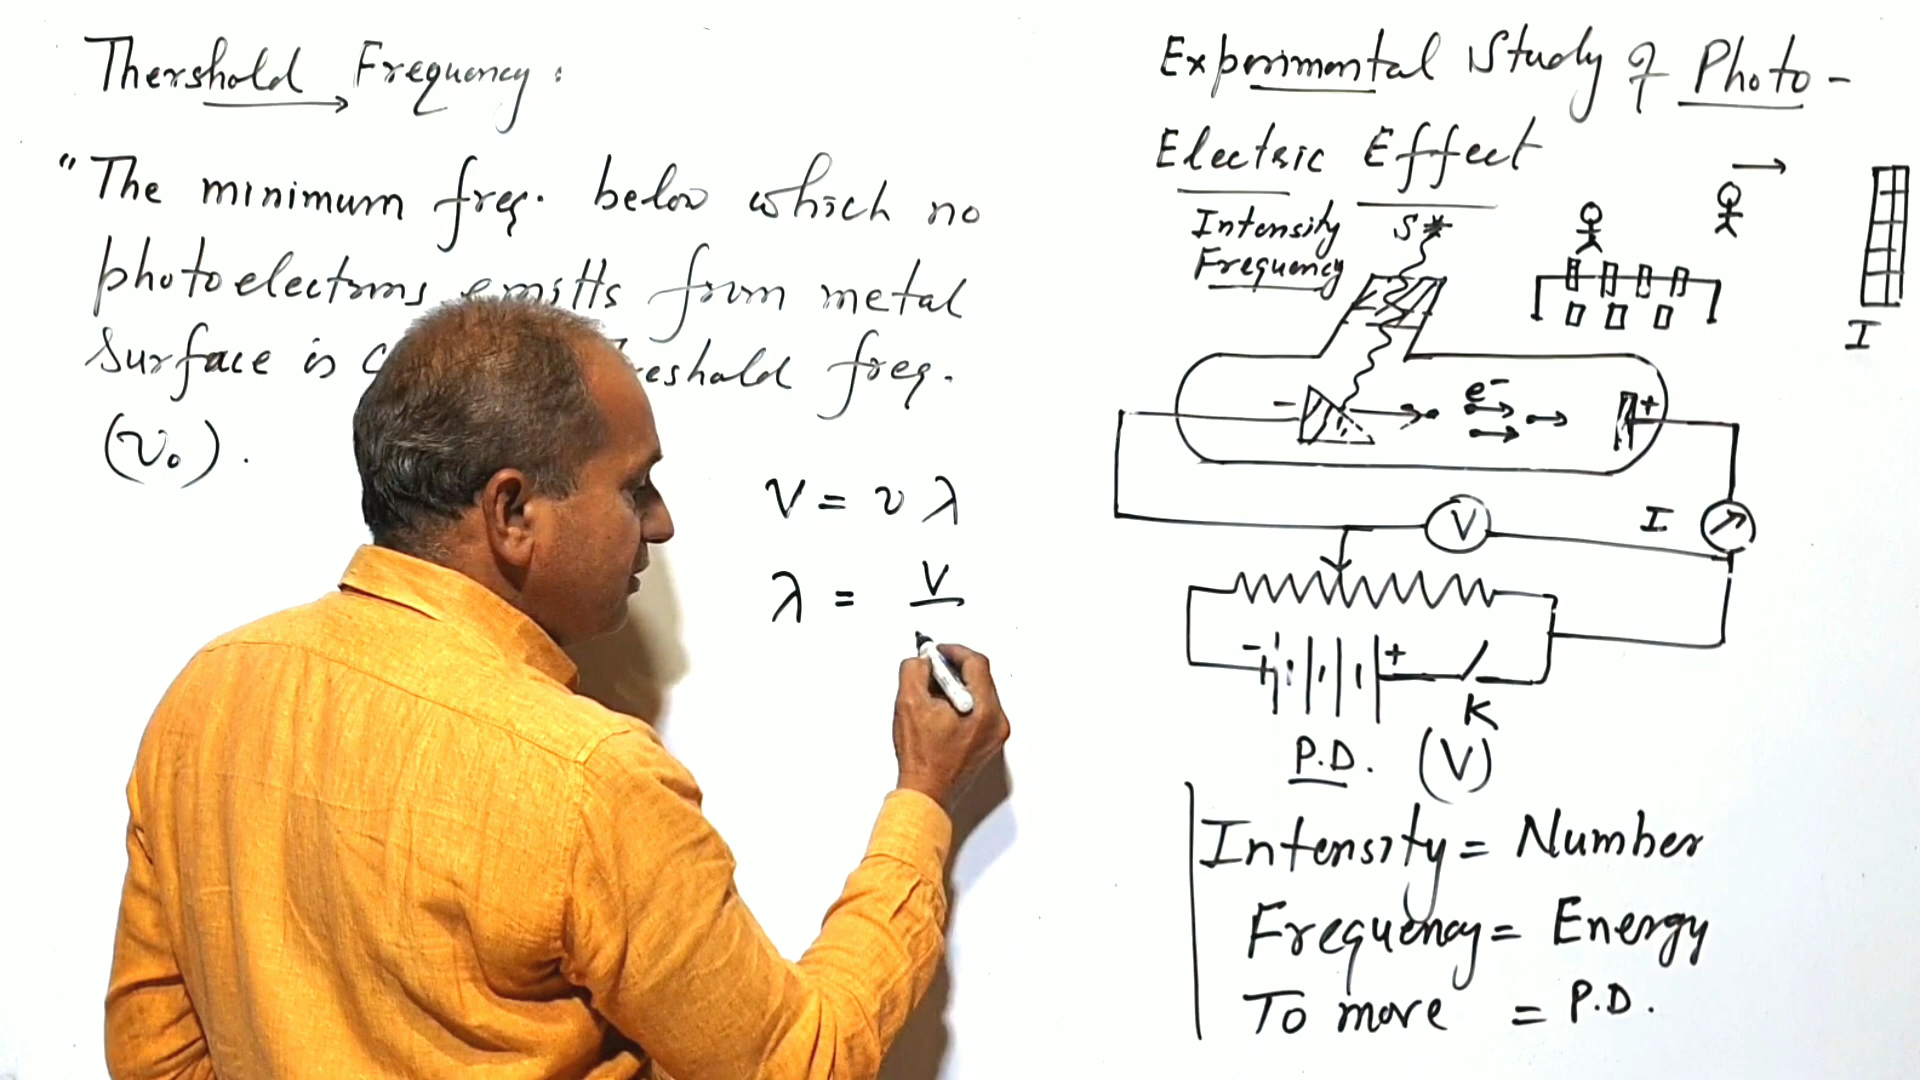 Thershold Frequency:
"The minimum freq. below which no
photoelectrons emitts from metal
Surface is freq.
(ν₀).
V = ν λ
λ = V
Experimental Study of Photo-
Electric Effect
Intensity S
Frequency
I
- e⁻ +
V I
- +
K
P.D. (V)
Intensity = Number
Frequency = Energy
To move = P.D.